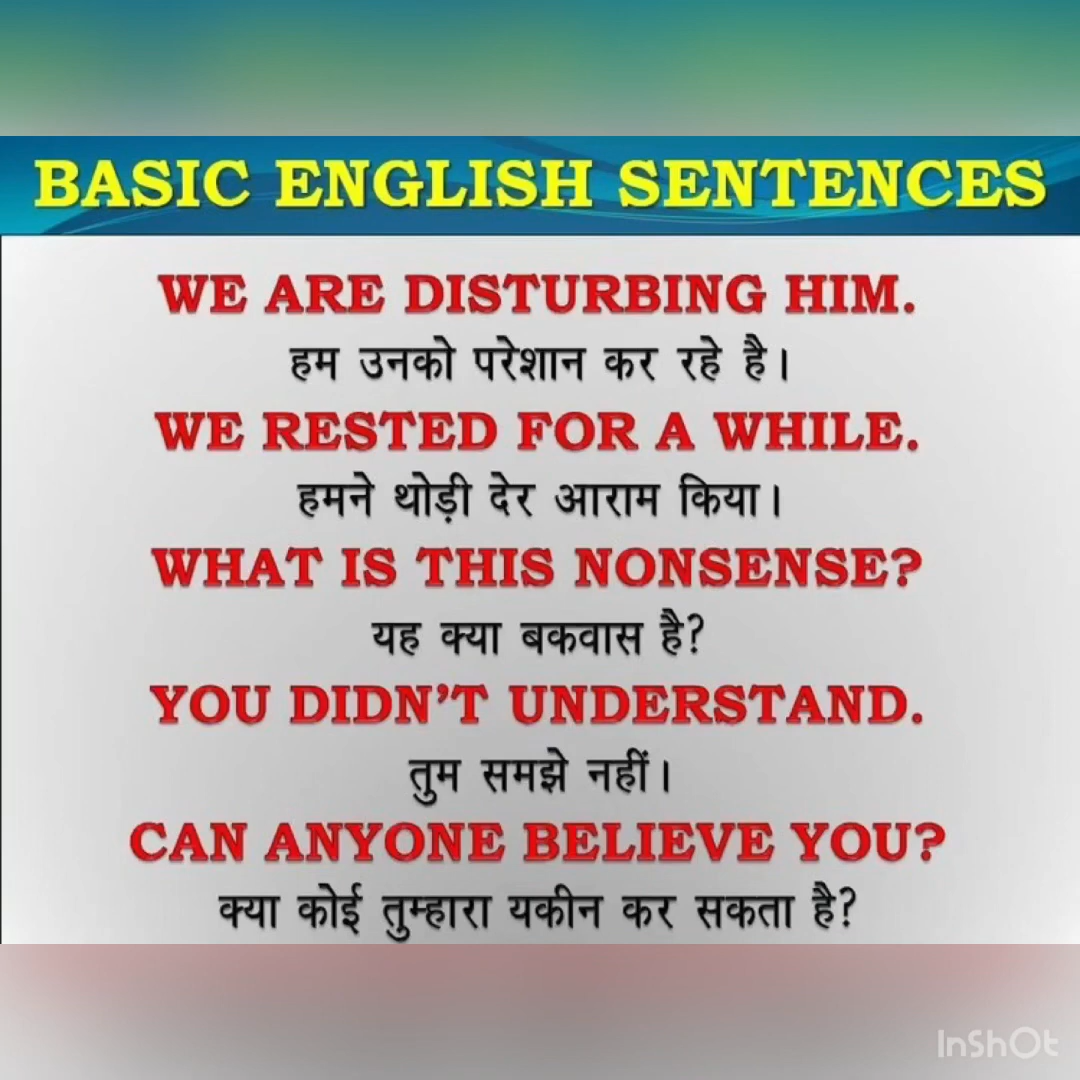 BASIC ENGLISH SENTENCES
WE ARE DISTURBING HIM.
हम उनको परेशान कर रहे है।
WE RESTED FOR A WHILE.
हमने थोड़ी देर आराम किया।
WHAT IS THIS NONSENSE?
यह क्या बकवास है?
YOU DIDN’T UNDERSTAND.
तुम समझे नहीं।
CAN ANYONE BELIEVE YOU?
क्या कोई तुम्हारा यकीन कर सकता है?
InShOt